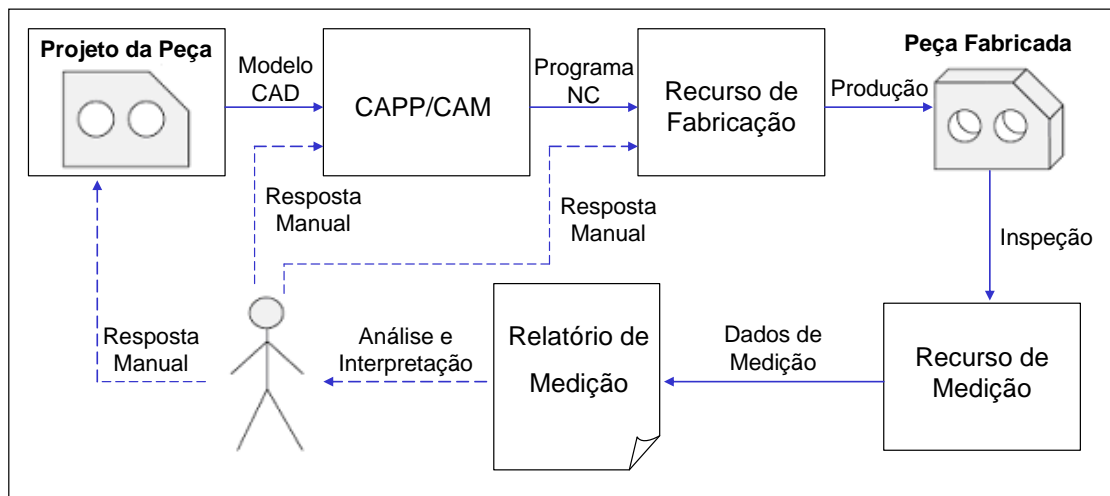 Projeto da Peça
Modelo
CAD
CAPP/CAM
Programa
NC
Recurso de
Fabricação
Produção
Peça Fabricada
Resposta
Manual
Resposta
Manual
Inspeção
Resposta
Manual
Análise e
Interpretação
Relatório de
Medição
Dados de
Medição
Recurso de
Medição